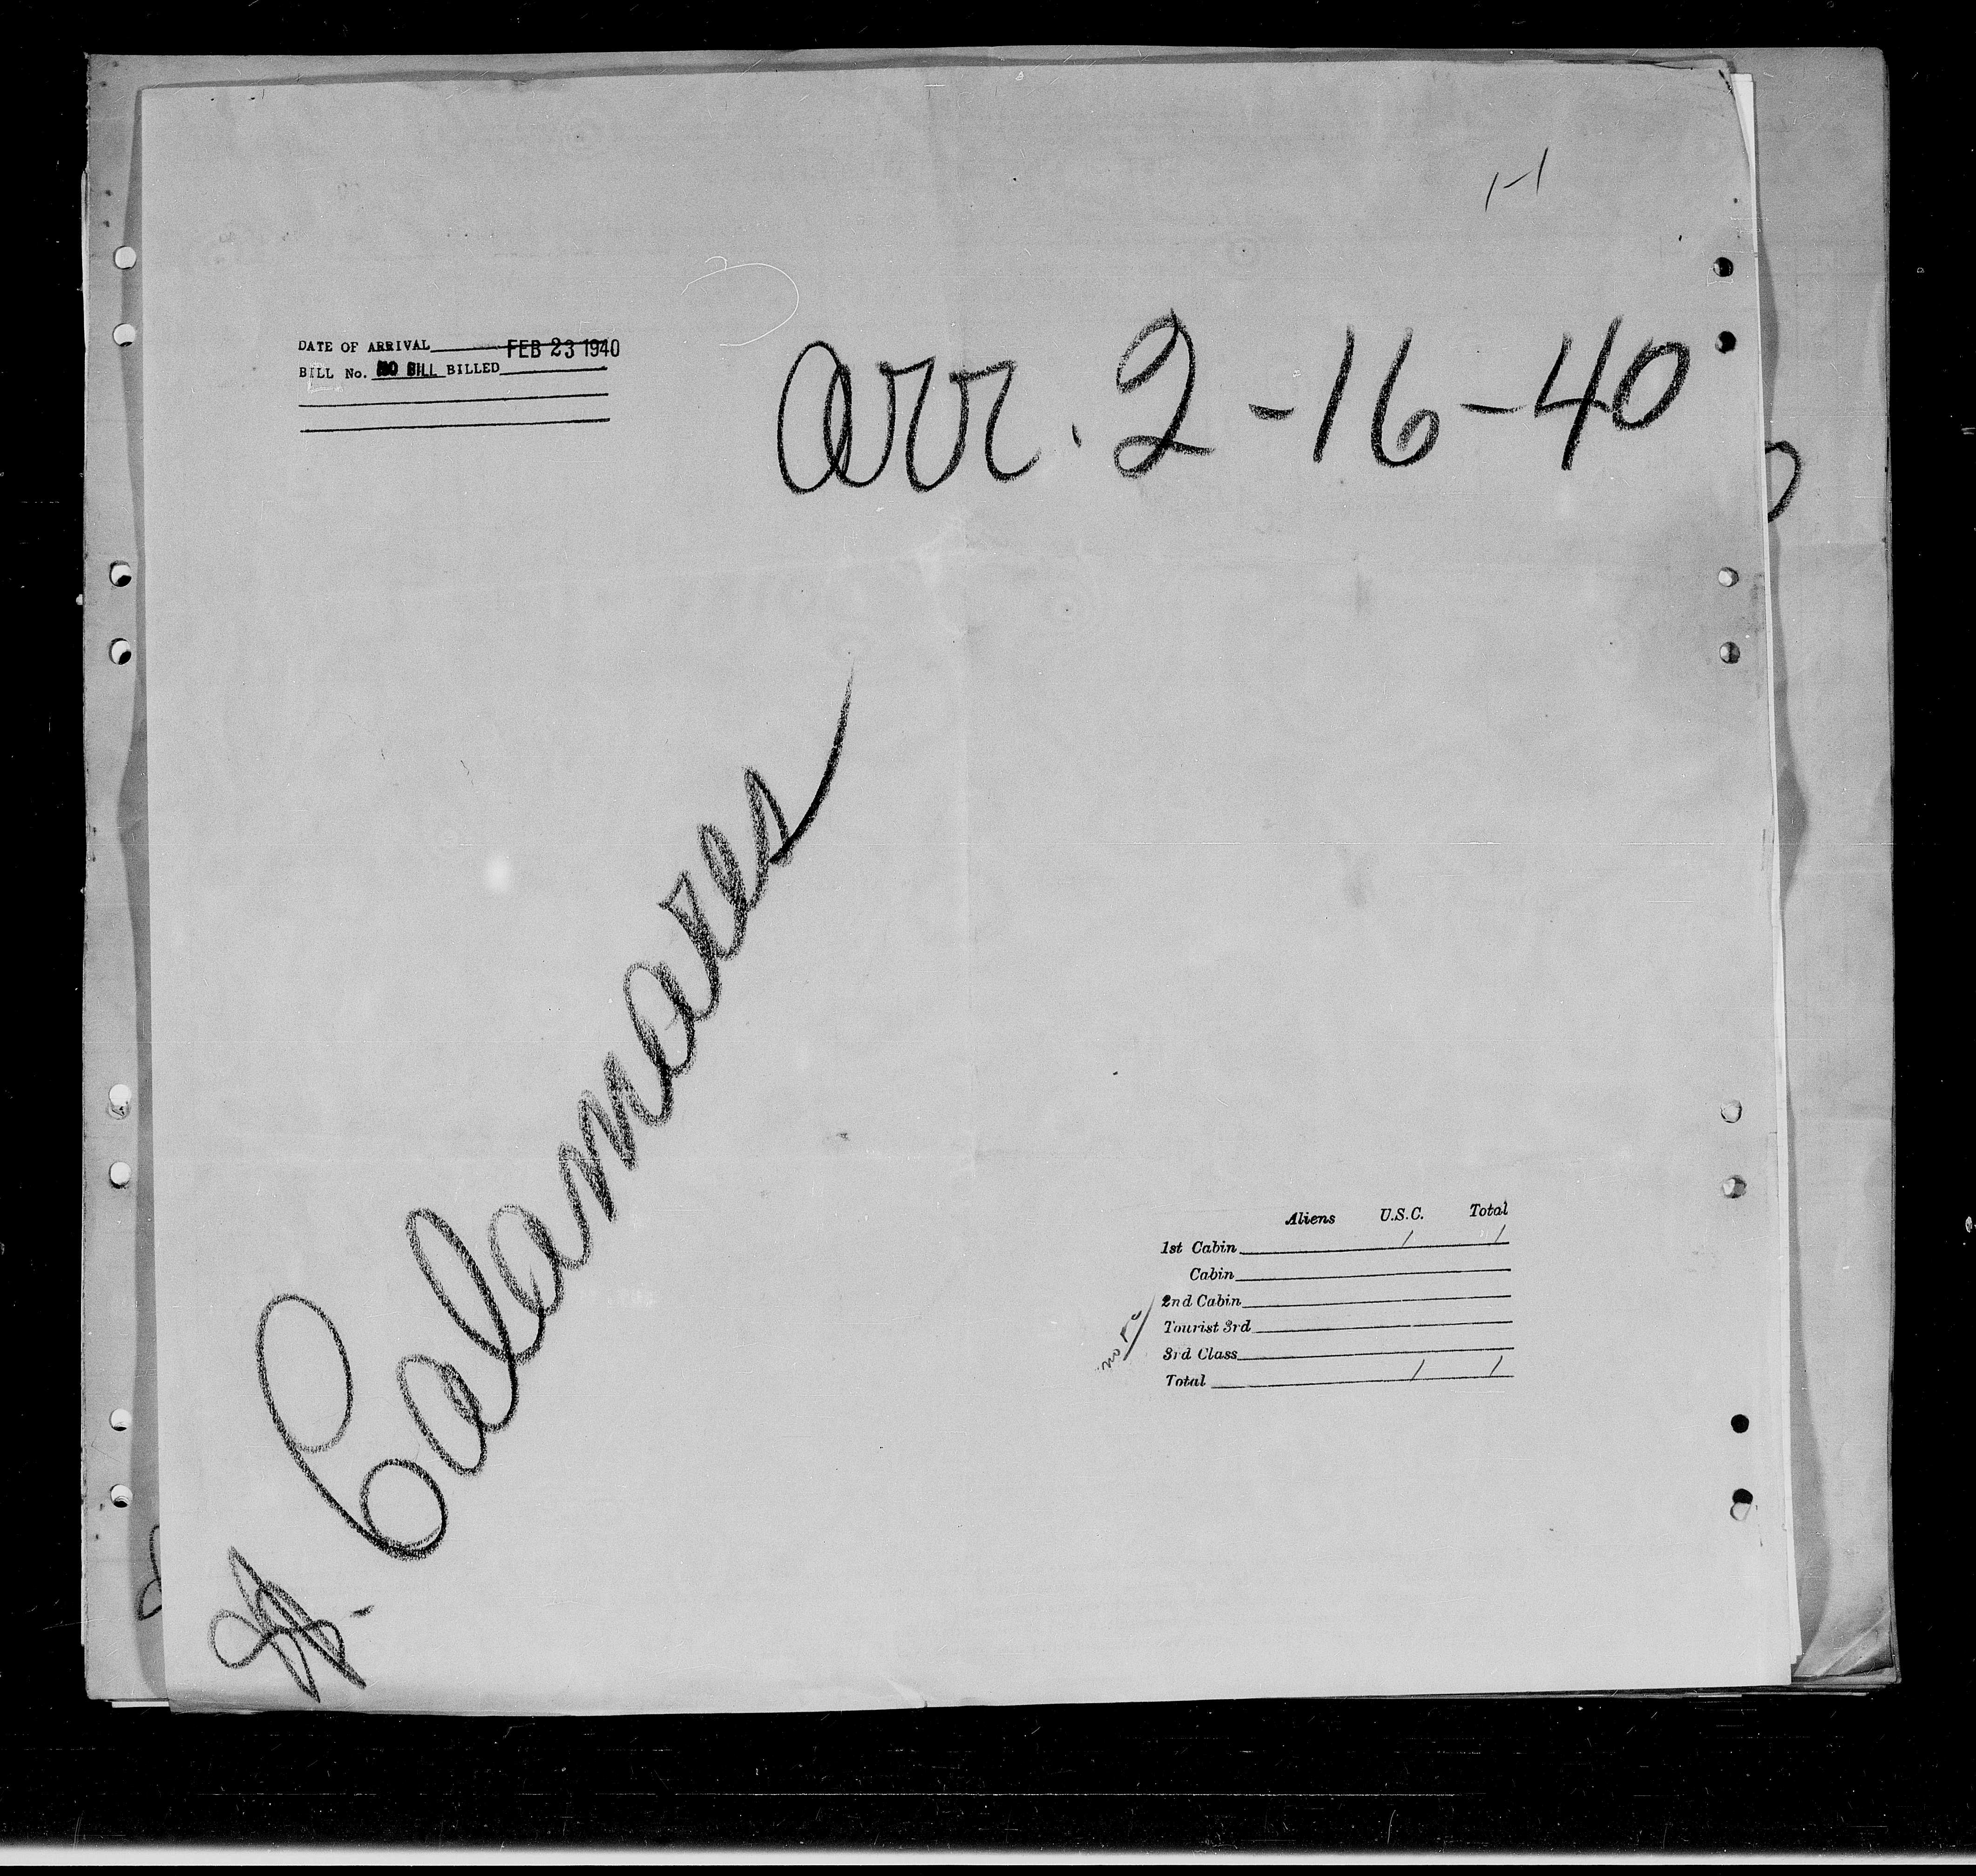 1-1
DATE OF ARRIVAL FEB 23 1940
BILL No. NO BILL BILLED
arr. 2-16-40
SS. Calamares
Aliens U.S.C. Total
1st Cabin 1 1
Cabin
2nd Cabin
Tourist 3rd
3rd Class
Total 1 1